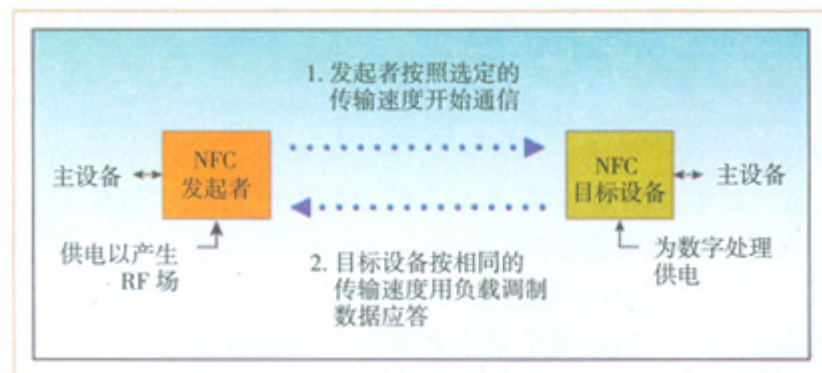 1. 发起者按照选定的
传输速度开始通信
NFC
发起者
NFC
目标设备
主设备
主设备
供电以产生
RF 场
为数字处理
供电
2. 目标设备按相同的
传输速度用负载调制
数据应答